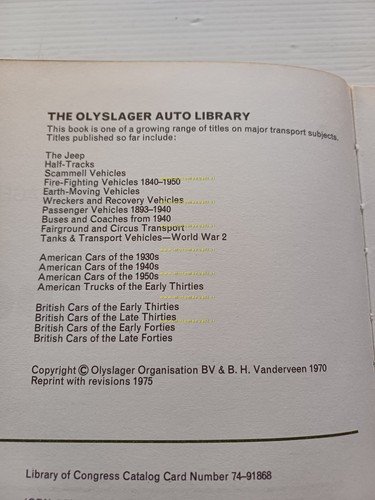 THE OLYSLAGER AUTO LIBRARY
This book is one of a growing range of titles on major transport subjects.
Titles published so far include:
The Jeep
Half-Tracks
Scammell Vehicles
Fire-Fighting Vehicles 1840–1950
Earth-Moving Vehicles
Wreckers and Recovery Vehicles
Passenger Vehicles 1893–1940
Buses and Coaches from 1940
Fairground and Circus Transport
Tanks & Transport Vehicles—World War 2
American Cars of the 1930s
American Cars of the 1940s
American Cars of the 1950s
American Trucks of the Early Thirties
British Cars of the Early Thirties
British Cars of the Late Thirties
British Cars of the Early Forties
British Cars of the Late Forties
Copyright © Olyslager Organisation BV & B. H. Vanderveen 1970
Reprint with revisions 1975
Library of Congress Catalog Card Number 74–91868